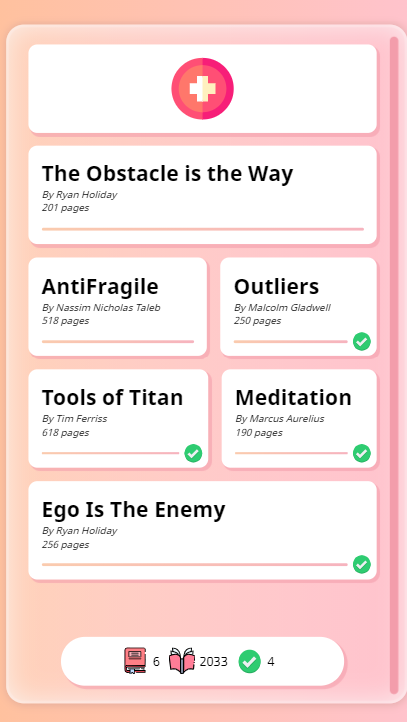 The Obstacle is the Way
By Ryan Holiday
201 pages
AntiFragile
By Nassim Nicholas Taleb
518 pages
Outliers
By Malcolm Gladwell
250 pages
Tools of Titan
By Tim Ferriss
618 pages
Meditation
By Marcus Aurelius
190 pages
Ego Is The Enemy
By Ryan Holiday
256 pages
6 2033 4